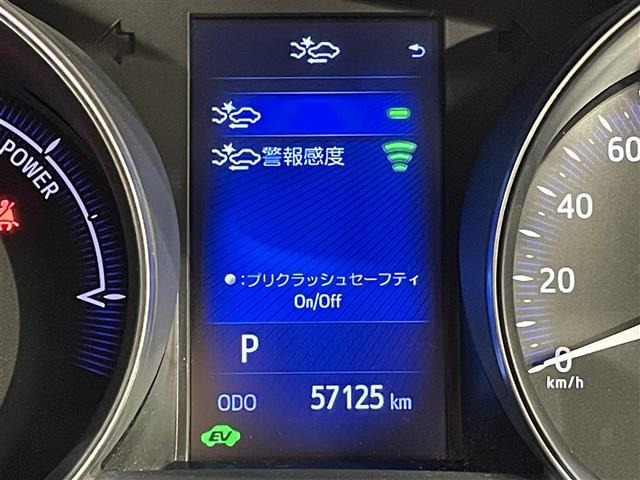 POWER
警報感度
:プリクラッシュセーフティ
On/Off
P
ODO 57125 km
EV
60
40
20
0
km/h